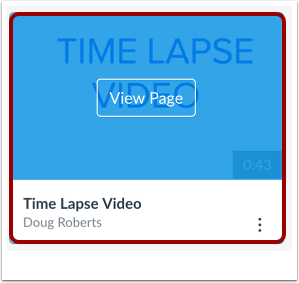 TIME LAPSE
VIDEO
View Page
0:43
Time Lapse Video
Doug Roberts